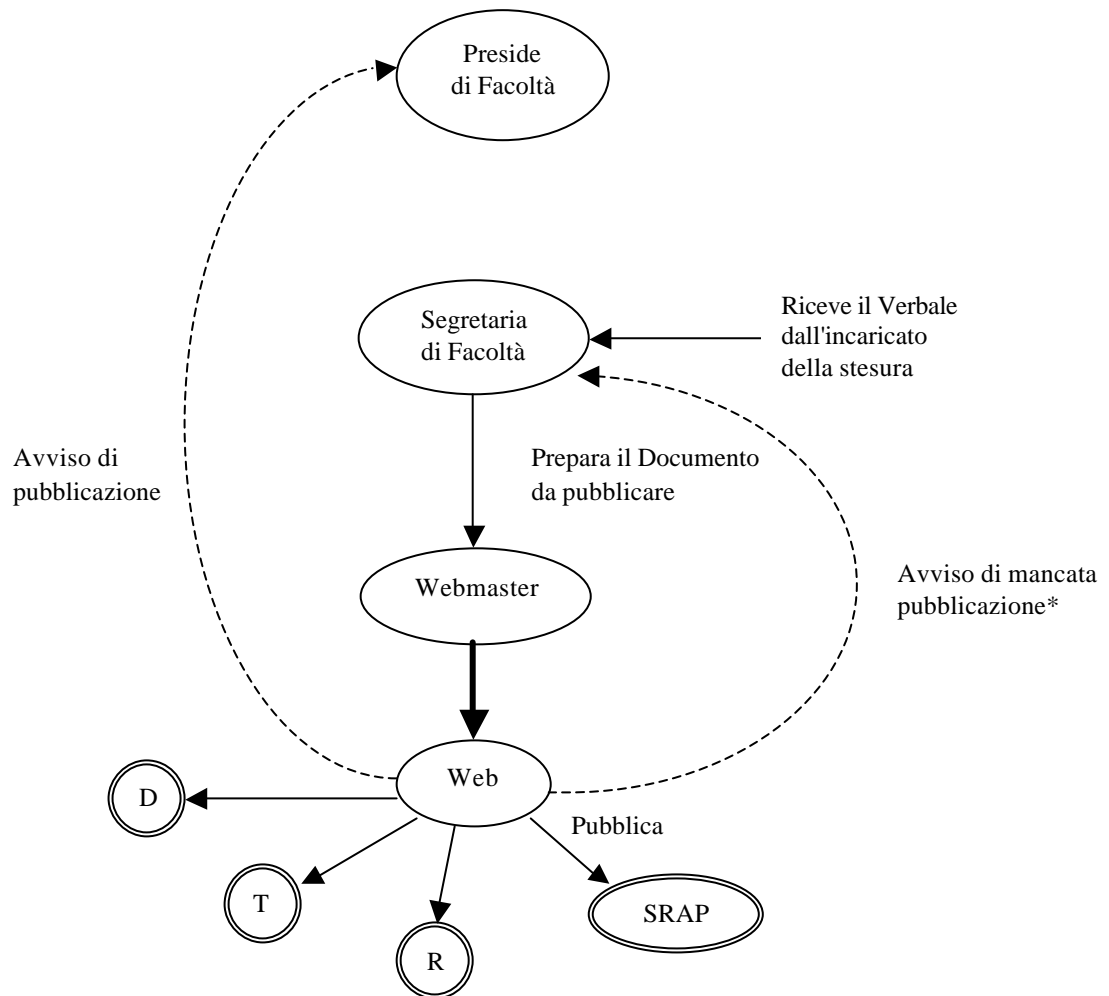 Preside
di Facoltà
Segretaria
di Facoltà
Riceve il Verbale
dall'incaricato
della stesura
Avviso di
pubblicazione
Prepara il Documento
da pubblicare
Webmaster
Avviso di mancata
pubblicazione*
Web
D
Pubblica
T
SRAP
R